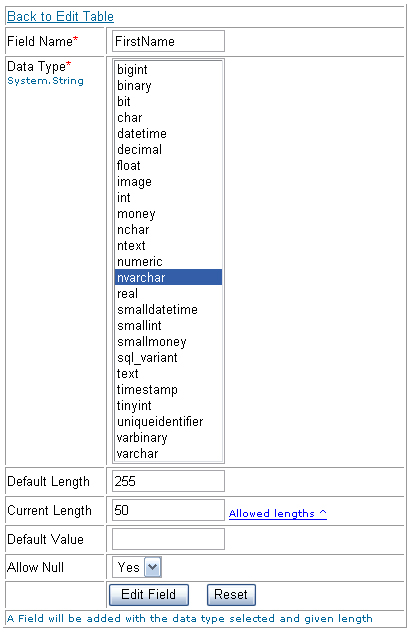 Back to Edit Table
Field Name* FirstName
Data Type*
System.String
bigint
binary
bit
char
datetime
decimal
float
image
int
money
nchar
ntext
numeric
nvarchar
real
smalldatetime
smallint
smallmoney
sql_variant
text
timestamp
tinyint
uniqueidentifier
varbinary
varchar
Default Length 255
Current Length 50 Allowed lengths ^
Default Value
Allow Null Yes
Edit Field Reset
A Field will be added with the data type selected and given length